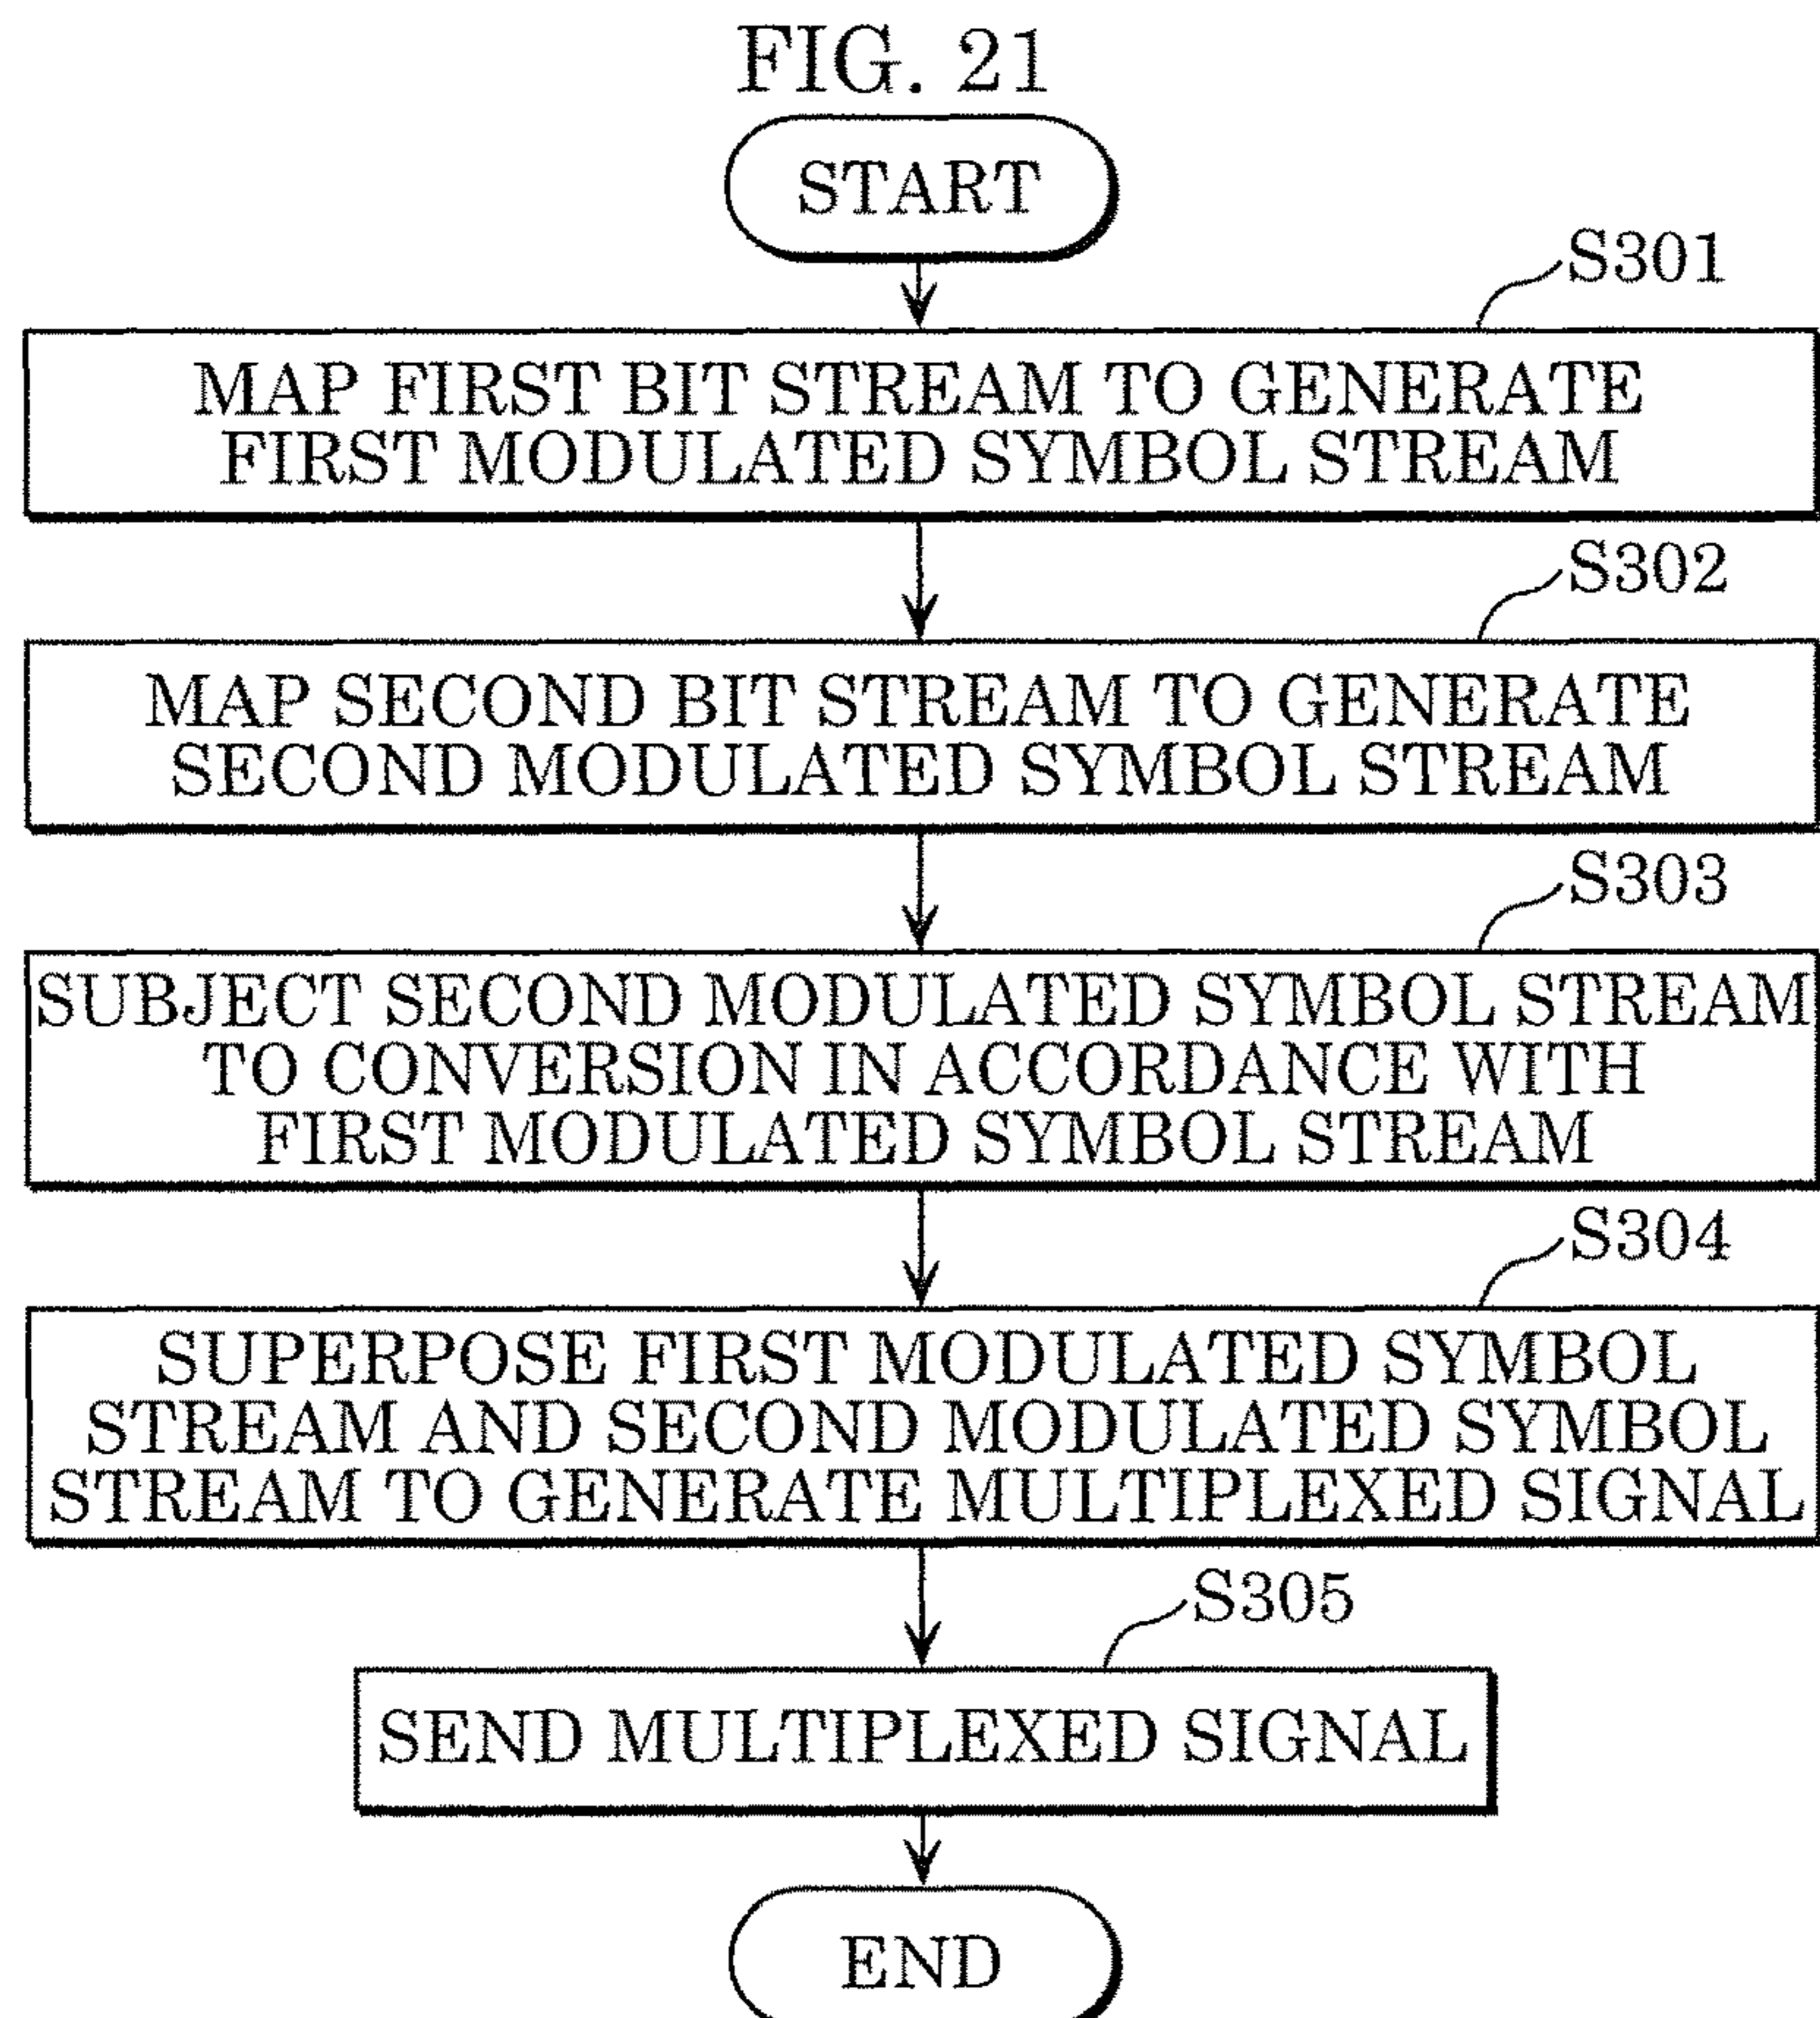 FIG. 21
START
S301
MAP FIRST BIT STREAM TO GENERATE
FIRST MODULATED SYMBOL STREAM
S302
MAP SECOND BIT STREAM TO GENERATE
SECOND MODULATED SYMBOL STREAM
S303
SUBJECT SECOND MODULATED SYMBOL STREAM
TO CONVERSION IN ACCORDANCE WITH
FIRST MODULATED SYMBOL STREAM
S304
SUPERPOSE FIRST MODULATED SYMBOL
STREAM AND SECOND MODULATED SYMBOL
STREAM TO GENERATE MULTIPLEXED SIGNAL
S305
SEND MULTIPLEXED SIGNAL
END